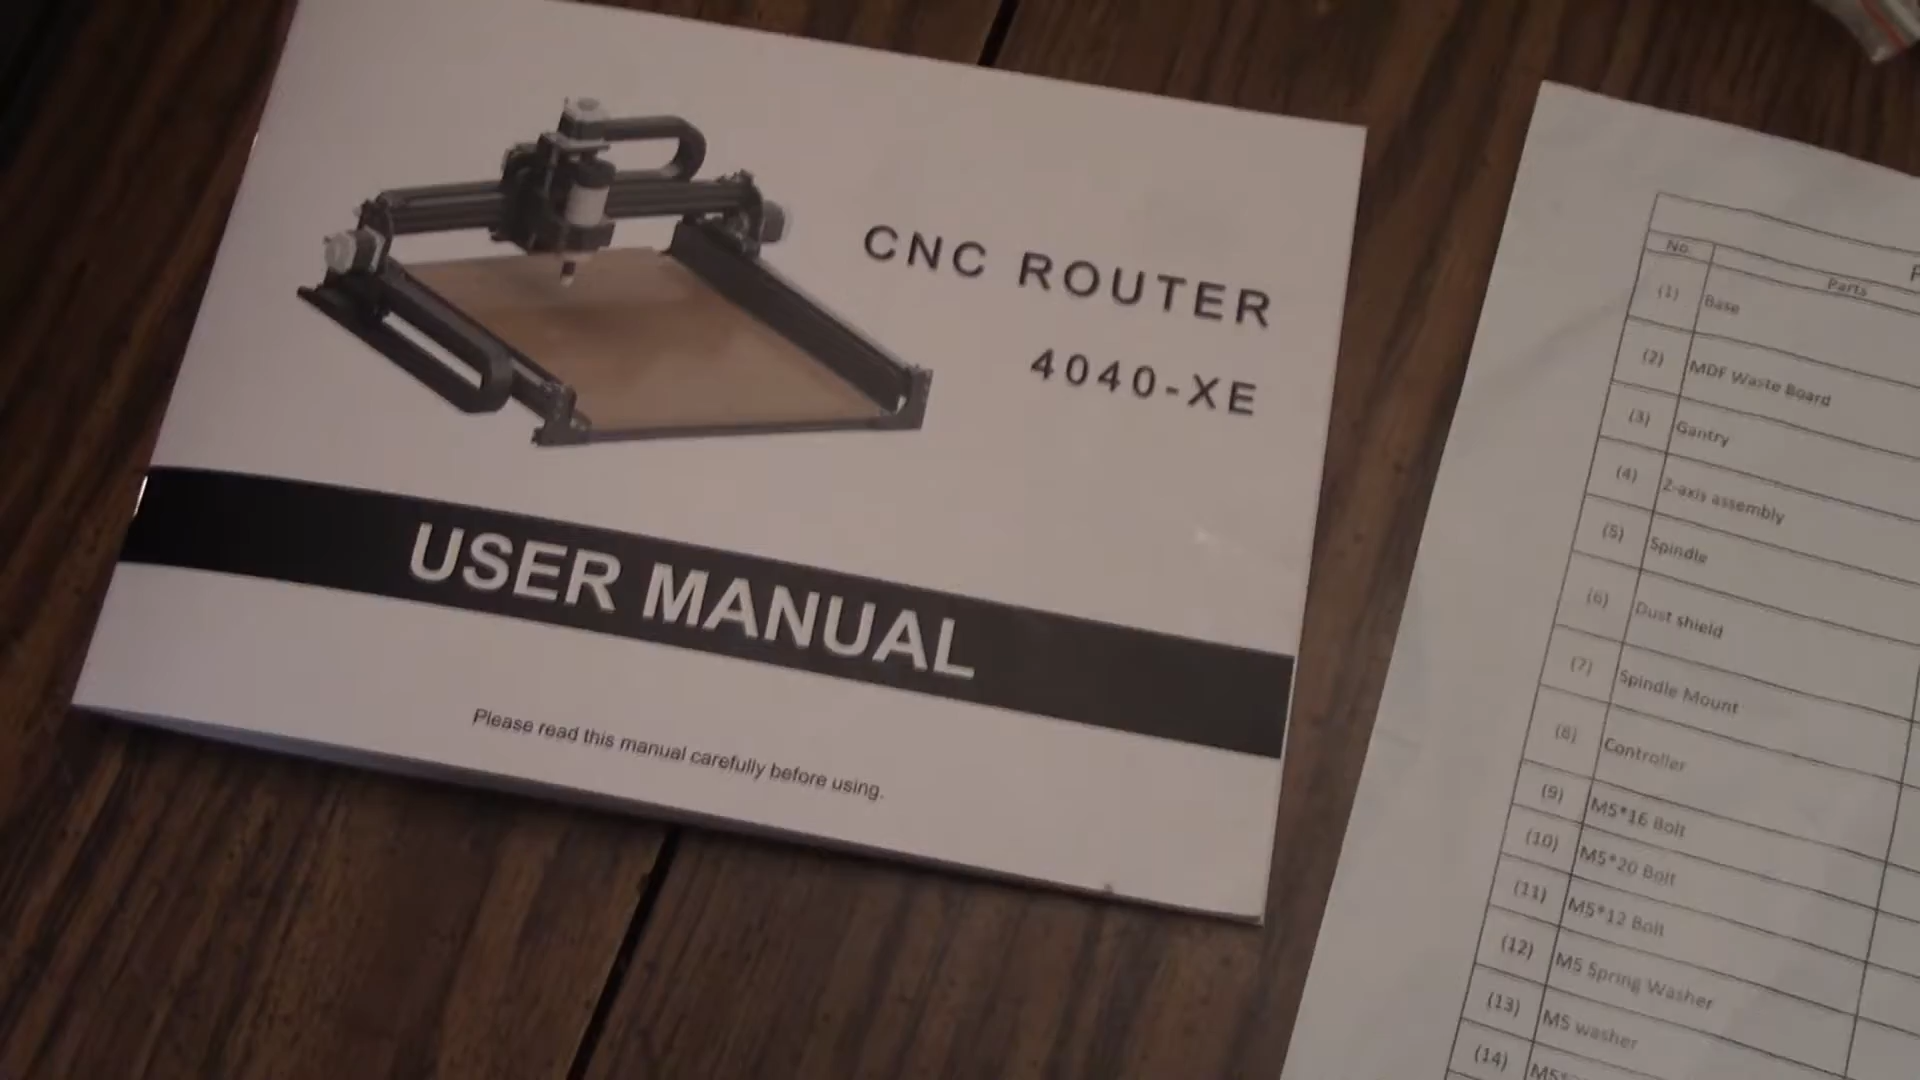 CNC ROUTER
4040-XE
USER MANUAL
Please read this manual carefully before using.
No. Parts
(1) Base
(2) MDF Waste Board
(3) Gantry
(4) Z-axis assembly
(5) Spindle
(6) Dust shield
(7) Spindle Mount
(8) Controller
(9) M5*16 Bolt
(10) M5*20 Bolt
(11) M5*12 Bolt
(12) M5 Spring Washer
(13) M5 washer
(14)